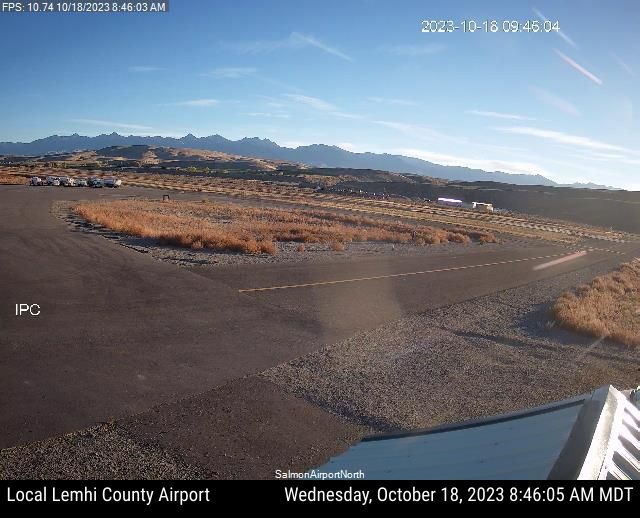 FPS: 10.74 10/18/2023 8:46:03 AM
2023-10-18 09:45:04
IPC
SalmonAirportNorth
Local Lemhi County Airport Wednesday, October 18, 2023 8:46:05 AM MDT